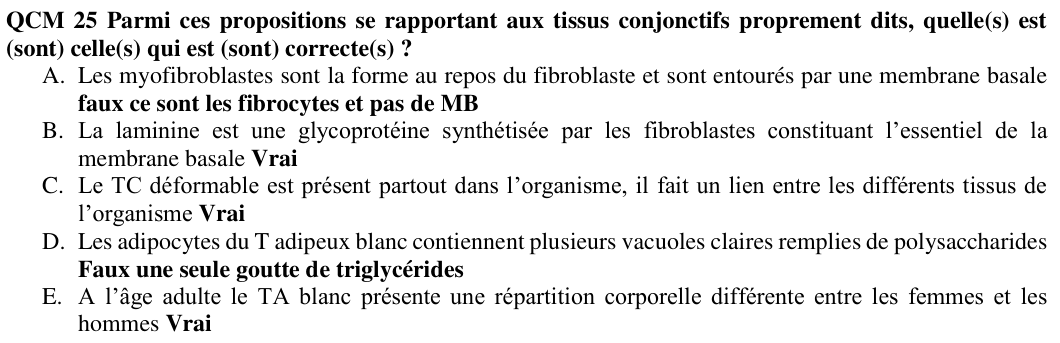 QCM 25 Parmi ces propositions se rapportant aux tissus conjonctifs proprement dits, quelle(s) est
(sont) celle(s) qui est (sont) correcte(s) ?
A. Les myofibroblastes sont la forme au repos du fibroblaste et sont entourés par une membrane basale
faux ce sont les fibrocytes et pas de MB
B. La laminine est une glycoprotéine synthétisée par les fibroblastes constituant l'essentiel de la
membrane basale Vrai
C. Le TC déformable est présent partout dans l'organisme, il fait un lien entre les différents tissus de
l'organisme Vrai
D. Les adipocytes du T adipeux blanc contiennent plusieurs vacuoles claires remplies de polysaccharides
Faux une seule goutte de triglycérides
E. A l'âge adulte le TA blanc présente une répartition corporelle différente entre les femmes et les
hommes Vrai